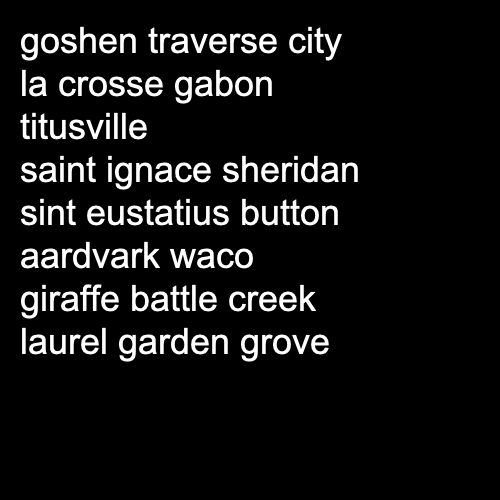 goshen traverse city
la crosse gabon
titusville
saint ignace sheridan
sint eustatius button
aardvark waco
giraffe battle creek
laurel garden grove